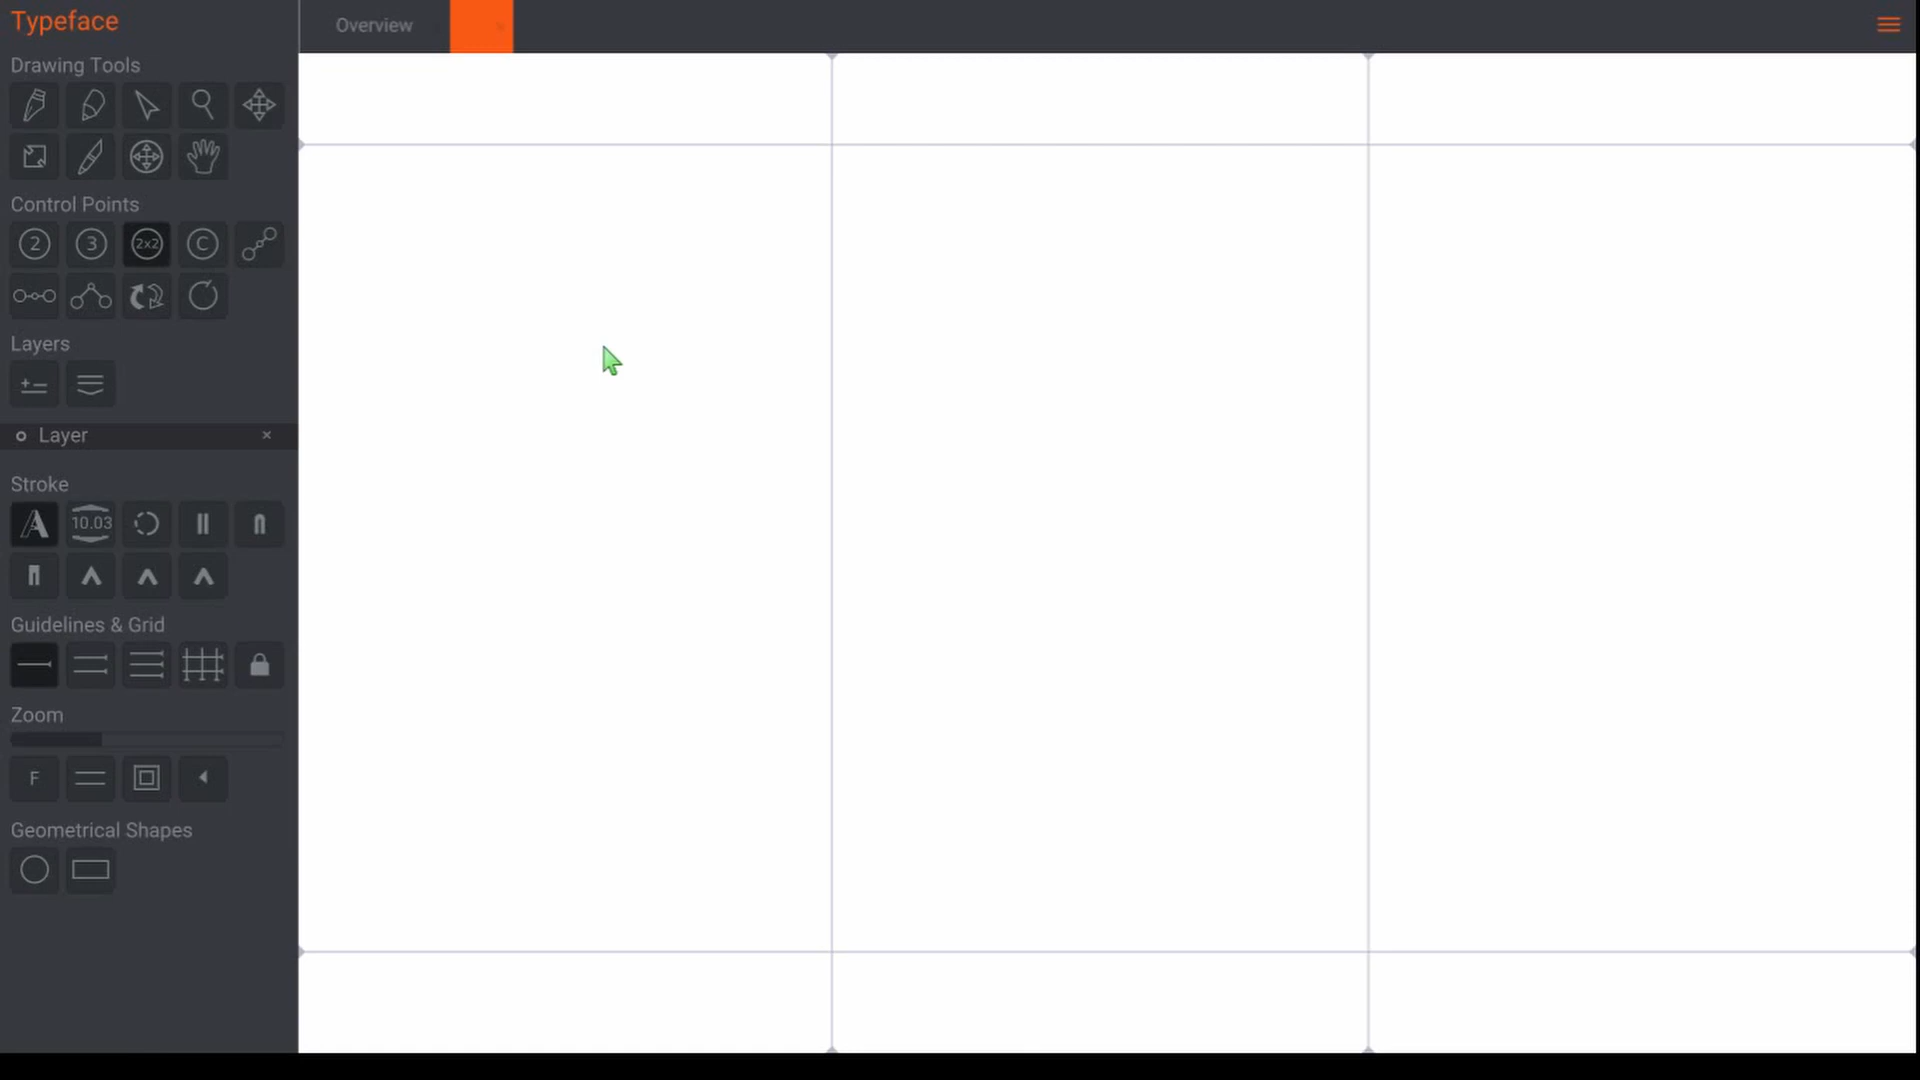 Typeface
Overview
Drawing Tools
Control Points
2 3 2x2 C
Layers
Layer ×
Stroke
A 10.03
Guidelines & Grid
Zoom
F
Geometrical Shapes